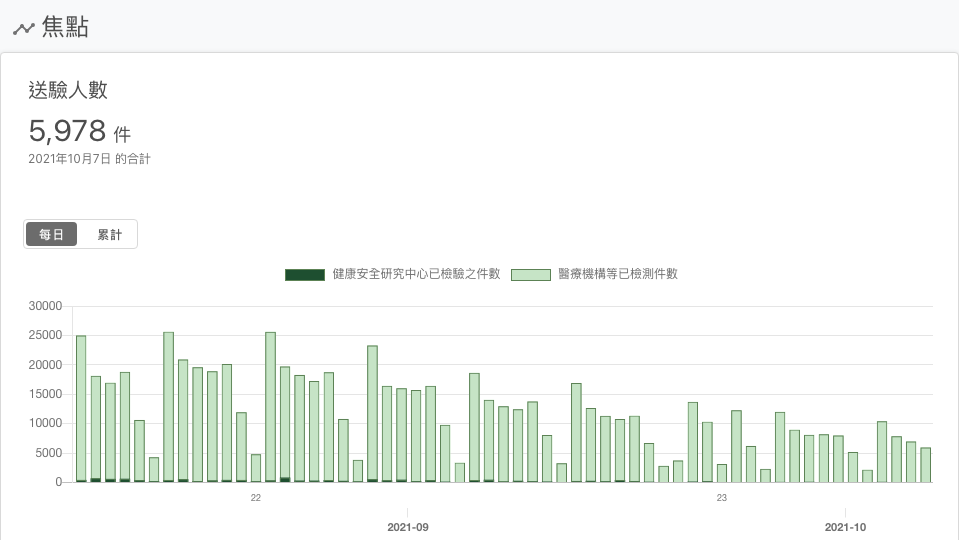 焦點
送驗人數
5,978 件
2021年10月7日 的合計
每日 累計
健康安全研究中心已檢驗之件數 醫療機構等已檢測件數
30000
25000
20000
15000
10000
5000
0
22 23
2021-09 2021-10